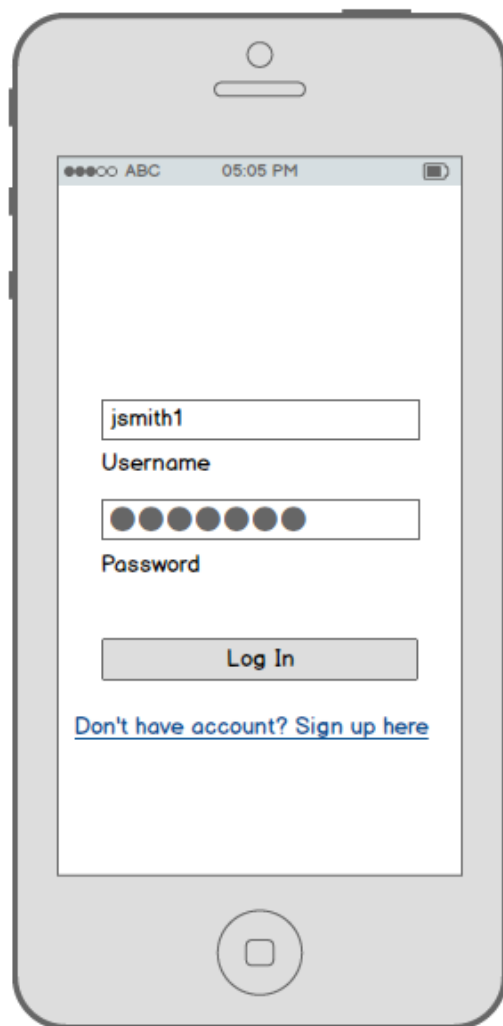 ABC 05:05 PM
jsmith1
Username
●●●●●●●
Password
Log In
Don't have account? Sign up here